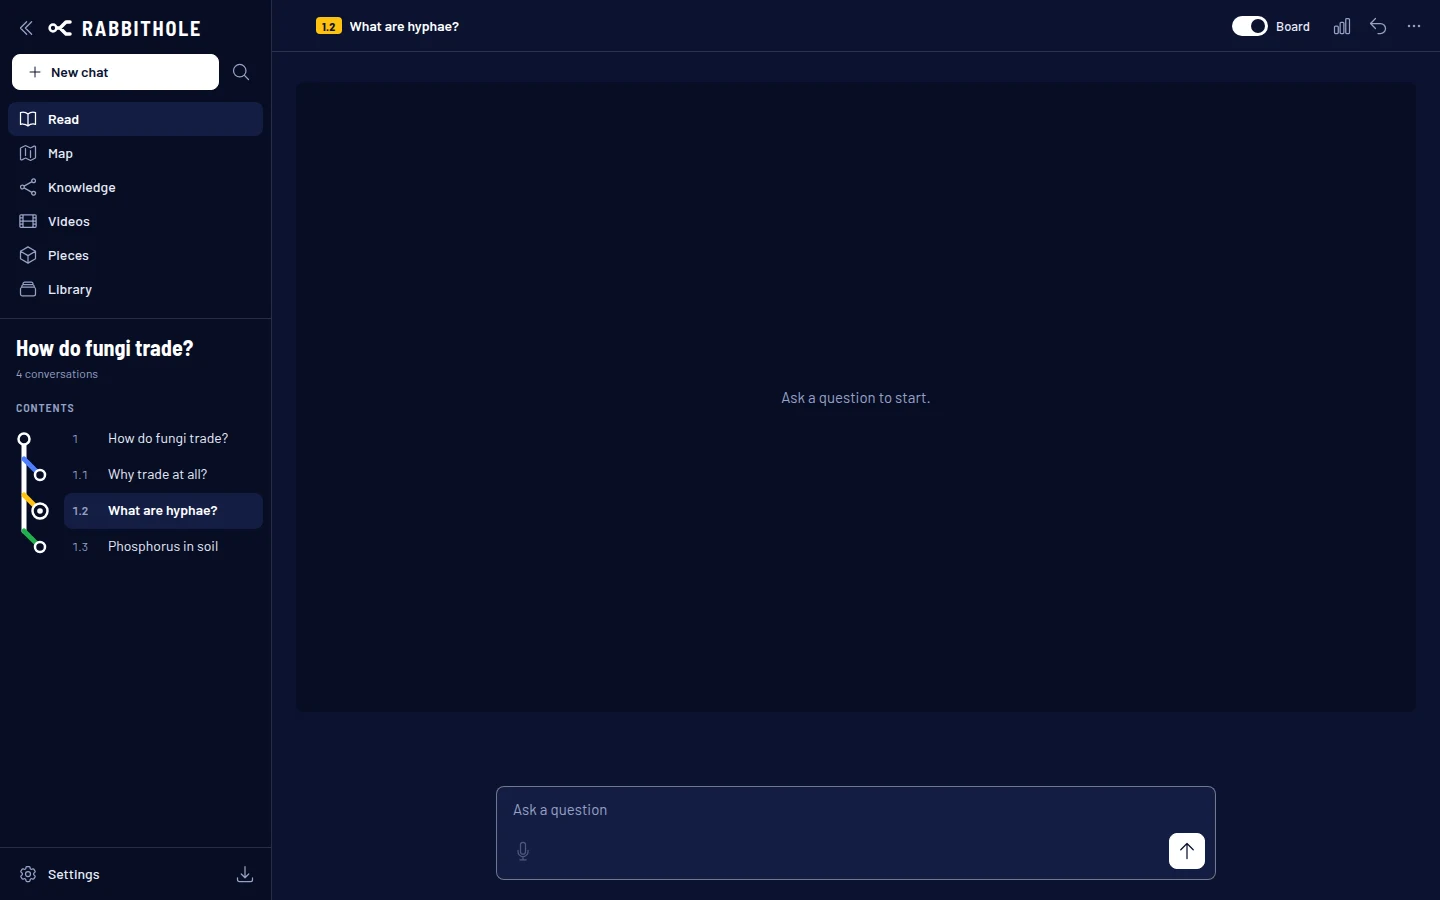 RABBITHOLE
New chat
Read
Map
Knowledge
Videos
Pieces
Library
How do fungi trade?
4 conversations
CONTENTS
1 How do fungi trade?
1.1 Why trade at all?
1.2 What are hyphae?
1.3 Phosphorus in soil
Settings
1.2 What are hyphae?
Board
Ask a question to start.
Ask a question